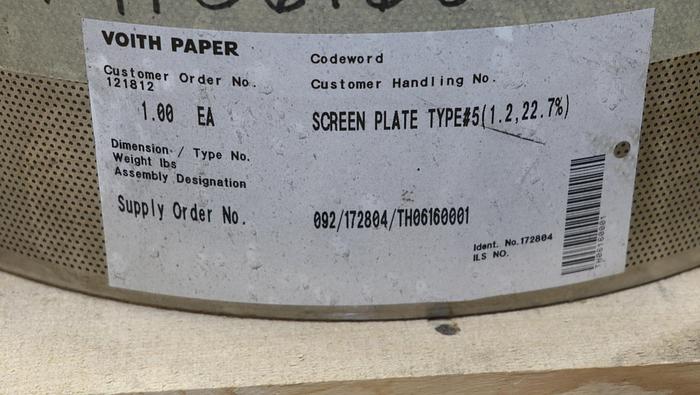 VOITH PAPER
Codeword
Customer Order No.
121812
Customer Handling No.
1.00 EA
SCREEN PLATE TYPE#5(1.2,22.7%)
Dimension / Type No.
Weight lbs
Assembly Designation
Supply Order No.
092/172804/TH06160001
Ident. No.172804
ILS NO.
TH06160001